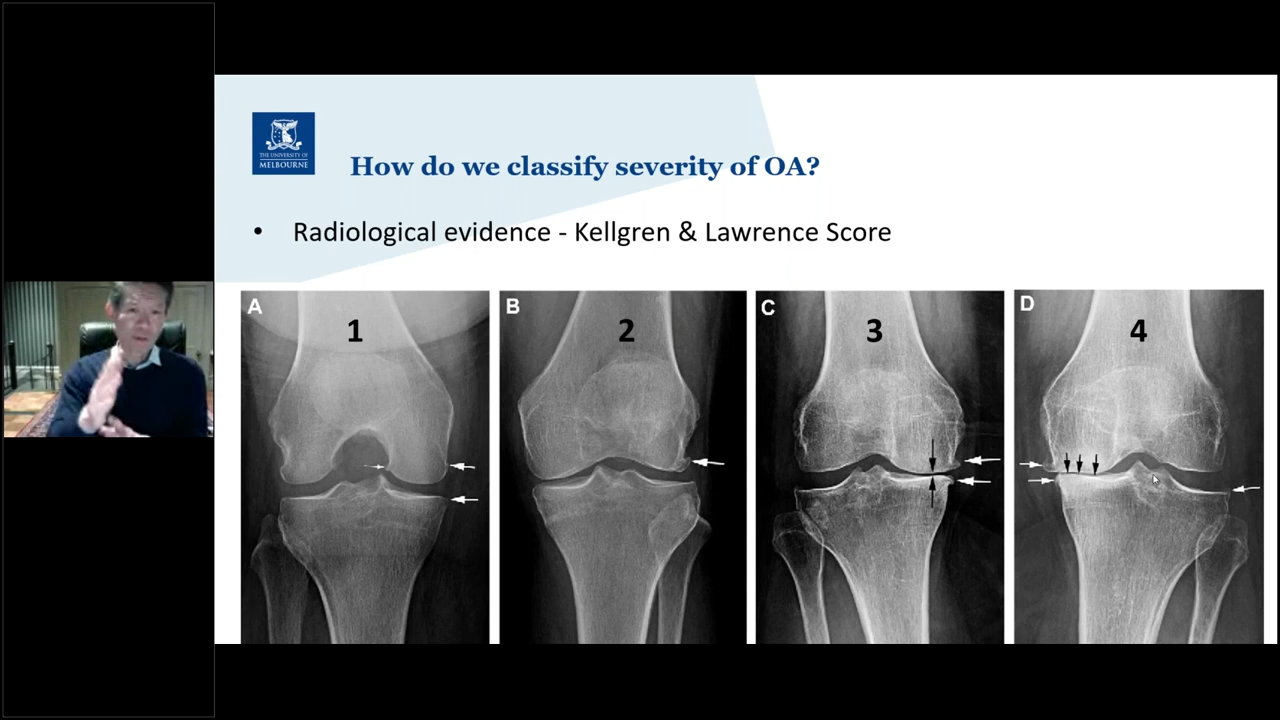 THE UNIVERSITY OF
MELBOURNE
How do we classify severity of OA?
• Radiological evidence - Kellgren & Lawrence Score
A
1
B
2
C
3
D
4